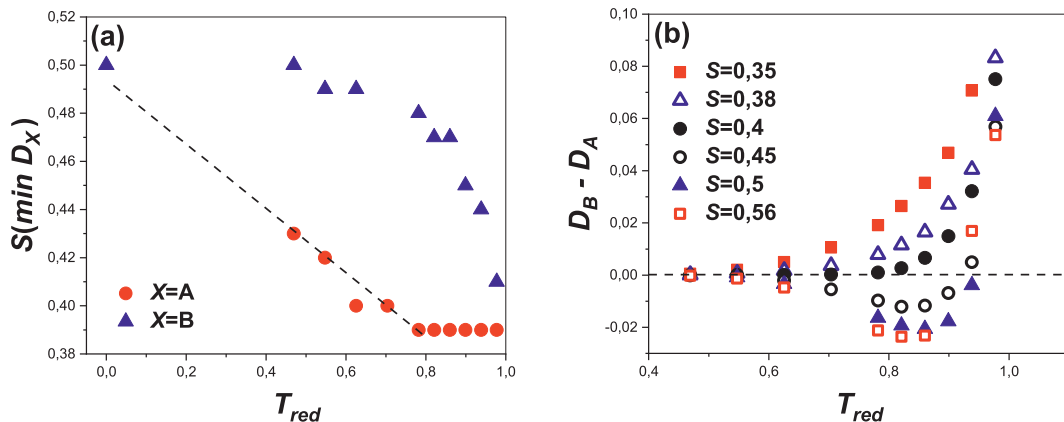 (a)
S(min D_X)
0,52
0,50
0,48
0,46
0,44
0,42
0,40
0,38
X=A
X=B
0,0 0,2 0,4 0,6 0,8 1,0
T_red
(b)
D_B - D_A
0,10
0,08
0,06
0,04
0,02
0,00
-0,02
S=0,35
S=0,38
S=0,4
S=0,45
S=0,5
S=0,56
0,4 0,6 0,8 1,0
T_red